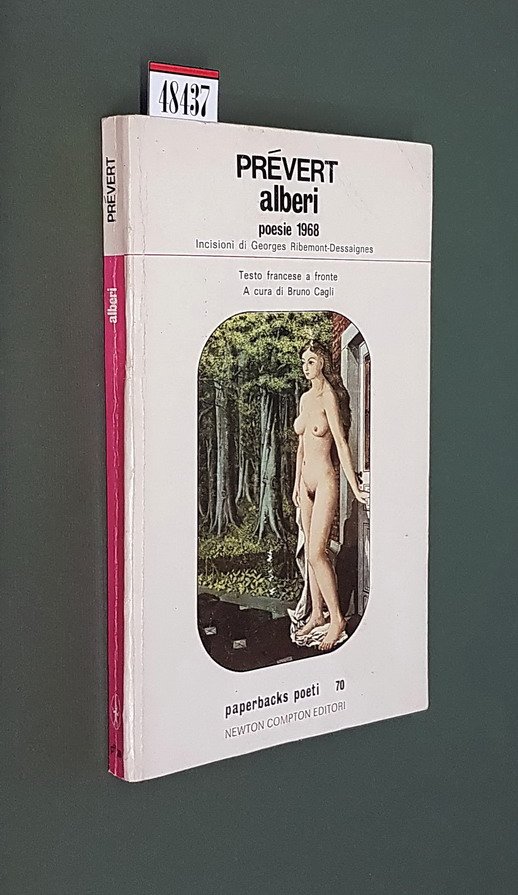 48437
PRÉVERT
alberi
poesie 1968
Incisioni di Georges Ribemont-Dessaignes
Testo francese a fronte
A cura di Bruno Cagli
paperbacks poeti 70
NEWTON COMPTON EDITORI
PRÉVERT
alberi